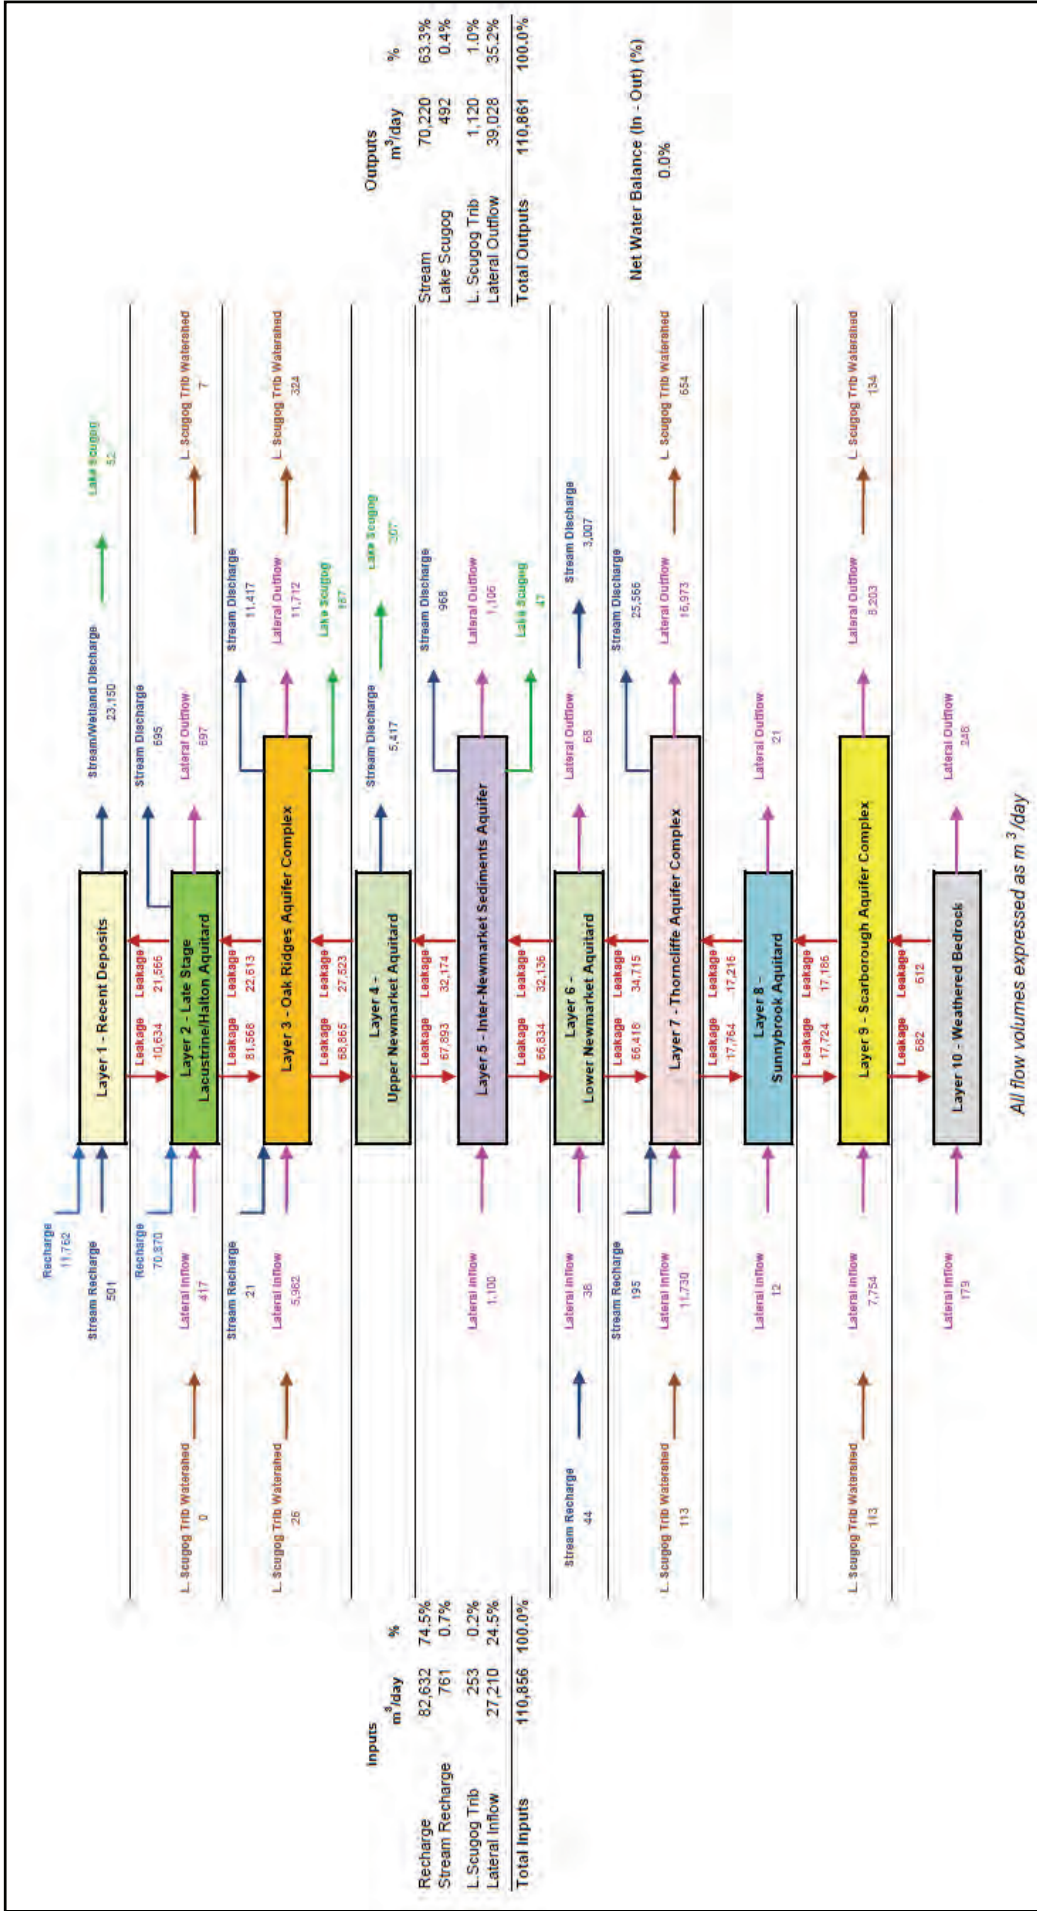 Recharge
11,762
Stream Recharge
501
Layer 1 - Recent Deposits
Stream/Wetland Discharge
23,150
Lake Scugog
52
Leakage
10,634
Leakage
21,566
Recharge
70,870
L. Scugog Trib Watershed
0
Lateral Inflow
417
Layer 2 - Late Stage
Lacustrine/Halton Aquitard
Stream Discharge
695
Lateral Outflow
697
L. Scugog Trib Watershed
7
Leakage
81,568
Leakage
22,613
Stream Recharge
21
L. Scugog Trib Watershed
26
Lateral Inflow
5,962
Layer 3 - Oak Ridges Aquifer Complex
Stream Discharge
11,417
Lateral Outflow
11,712
L. Scugog Trib Watershed
324
Lake Scugog
187
Leakage
68,865
Leakage
27,523
Layer 4 -
Upper Newmarket Aquitard
Stream Discharge
5,417
Lake Scugog
207
Leakage
67,893
Leakage
32,174
Lateral Inflow
1,100
Layer 5 - Inter-Newmarket Sediments Aquifer
Stream Discharge
968
Lateral Outflow
1,106
Lake Scugog
47
Leakage
66,834
Leakage
32,136
Stream Recharge
44
Lateral Inflow
38
Layer 6 -
Lower Newmarket Aquitard
Lateral Outflow
68
Stream Discharge
3,007
Leakage
66,418
Leakage
34,715
Stream Recharge
195
L. Scugog Trib Watershed
113
Lateral Inflow
11,730
Layer 7 - Thorncliffe Aquifer Complex
Stream Discharge
25,566
Lateral Outflow
16,973
L. Scugog Trib Watershed
654
Leakage
17,764
Leakage
17,216
Lateral Inflow
12
Layer 8 -
Sunnybrook Aquitard
Lateral Outflow
21
Leakage
17,724
Leakage
17,186
L. Scugog Trib Watershed
113
Lateral Inflow
7,754
Layer 9 - Scarborough Aquifer Complex
Lateral Outflow
8,203
L. Scugog Trib Watershed
134
Leakage
682
Leakage
612
Lateral Inflow
179
Layer 10 - Weathered Bedrock
Lateral Outflow
248
All flow volumes expressed as m³/day
Inputs
m³/day %
Recharge 82,632 74.5%
Stream Recharge 761 0.7%
L.Scugog Trib 253 0.2%
Lateral Inflow 27,210 24.5%
Total Inputs 110,856 100.0%
Outputs
m³/day %
Stream 70,220 63.3%
Lake Scugog 492 0.4%
L. Scugog Trib 1,120 1.0%
Lateral Outflow 39,028 35.2%
Total Outputs 110,861 100.0%
Net Water Balance (In - Out) (%)
0.0%